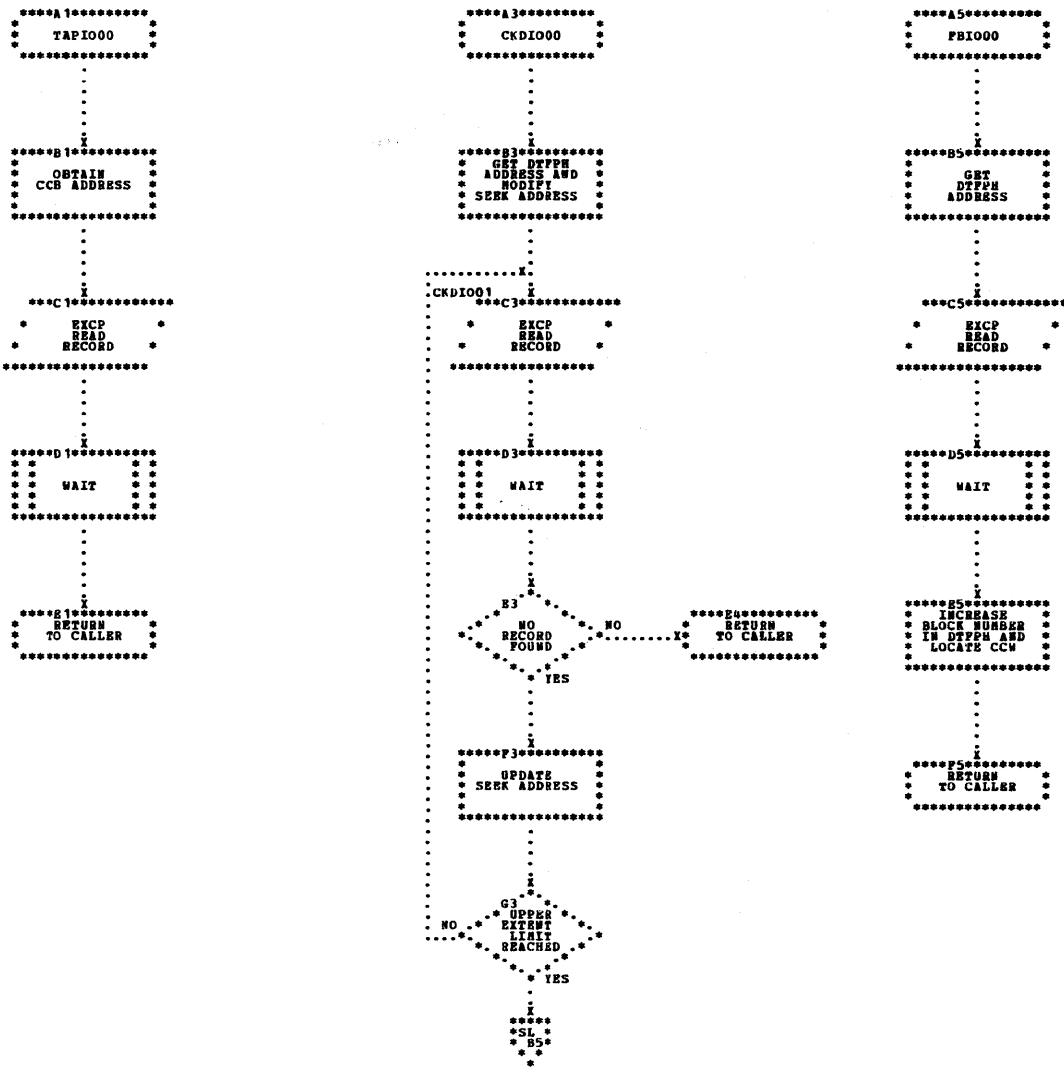 A1
TAPIO00
B1
OBTAIN
CCB ADDRESS
C1
EXCP
READ
RECORD
D1
WAIT
E1
RETURN
TO CALLER
A3
CKDIO00
B3
GET DTFPH
ADDRESS AND
MODIFY
SEEK ADDRESS
CKDIO01
C3
EXCP
READ
RECORD
D3
WAIT
E3
NO
RECORD
FOUND
NO
YES
E4
RETURN
TO CALLER
F3
UPDATE
SEEK ADDRESS
G3
UPPER
EXTENT
LIMIT
REACHED
NO
YES
SL
B5
A5
FBIO00
B5
GET
DTFPH
ADDRESS
C5
EXCP
READ
RECORD
D5
WAIT
E5
INCREASE
BLOCK NUMBER
IN DTFPH AND
LOCATE CCW
F5
RETURN
TO CALLER